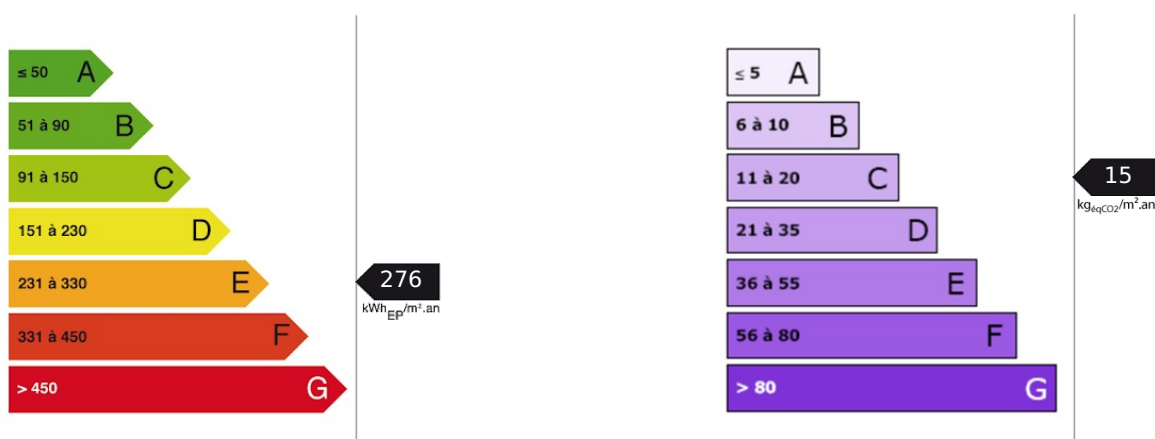 ≤ 50 A
51 à 90 B
91 à 150 C
151 à 230 D
231 à 330 E
331 à 450 F
> 450 G
276
kWhEP/m².an
≤ 5 A
6 à 10 B
11 à 20 C
21 à 35 D
36 à 55 E
56 à 80 F
> 80 G
15
kgéqCO2/m².an